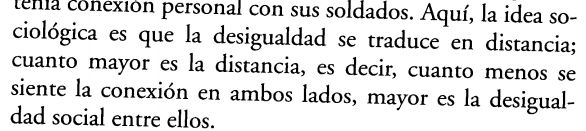 tenía conexión personal con sus soldados. Aquí, la idea so-
ciológica es que la desigualdad se traduce en distancia;
cuanto mayor es la distancia, es decir, cuanto menos se
siente la conexión en ambos lados, mayor es la desigual-
dad social entre ellos.